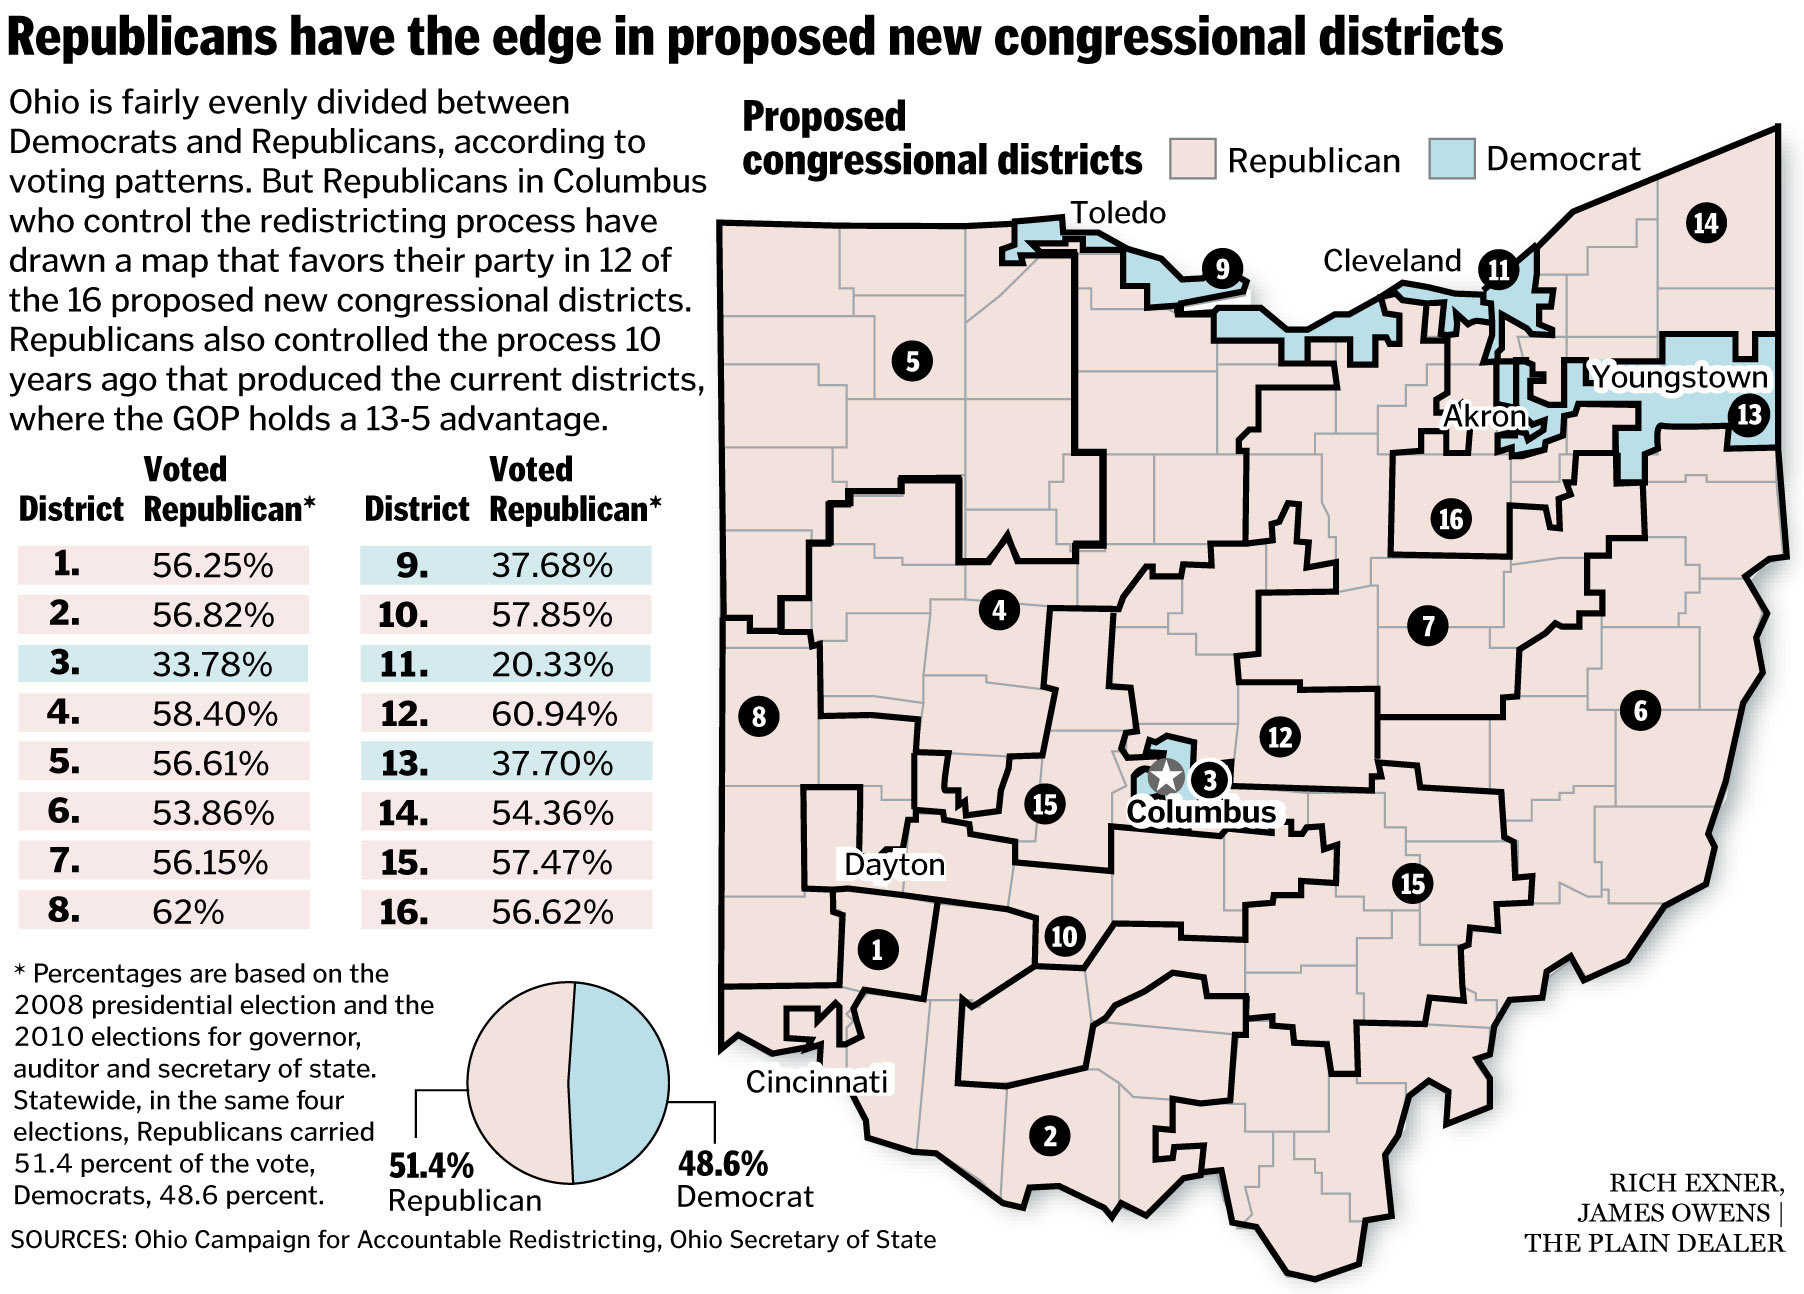 Republicans have the edge in proposed new congressional districts
Ohio is fairly evenly divided between
Democrats and Republicans, according to
voting patterns. But Republicans in Columbus
who control the redistricting process have
drawn a map that favors their party in 12 of
the 16 proposed new congressional districts.
Republicans also controlled the process 10
years ago that produced the current districts,
where the GOP holds a 13-5 advantage.
District Voted
Republican*
1. 56.25%
2. 56.82%
3. 33.78%
4. 58.40%
5. 56.61%
6. 53.86%
7. 56.15%
8. 62%
District Voted
Republican*
9. 37.68%
10. 57.85%
11. 20.33%
12. 60.94%
13. 37.70%
14. 54.36%
15. 57.47%
16. 56.62%
* Percentages are based on the
2008 presidential election and the
2010 elections for governor,
auditor and secretary of state.
Statewide, in the same four
elections, Republicans carried
51.4 percent of the vote,
Democrats, 48.6 percent.
51.4%
Republican
48.6%
Democrat
SOURCES: Ohio Campaign for Accountable Redistricting, Ohio Secretary of State
Proposed
congressional districts
Republican
Democrat
Toledo
14
9
Cleveland
11
5
Youngstown
Akron
13
16
4
7
8
6
12
3
15
Columbus
Dayton
15
10
1
Cincinnati
2
RICH EXNER,
JAMES OWENS |
THE PLAIN DEALER